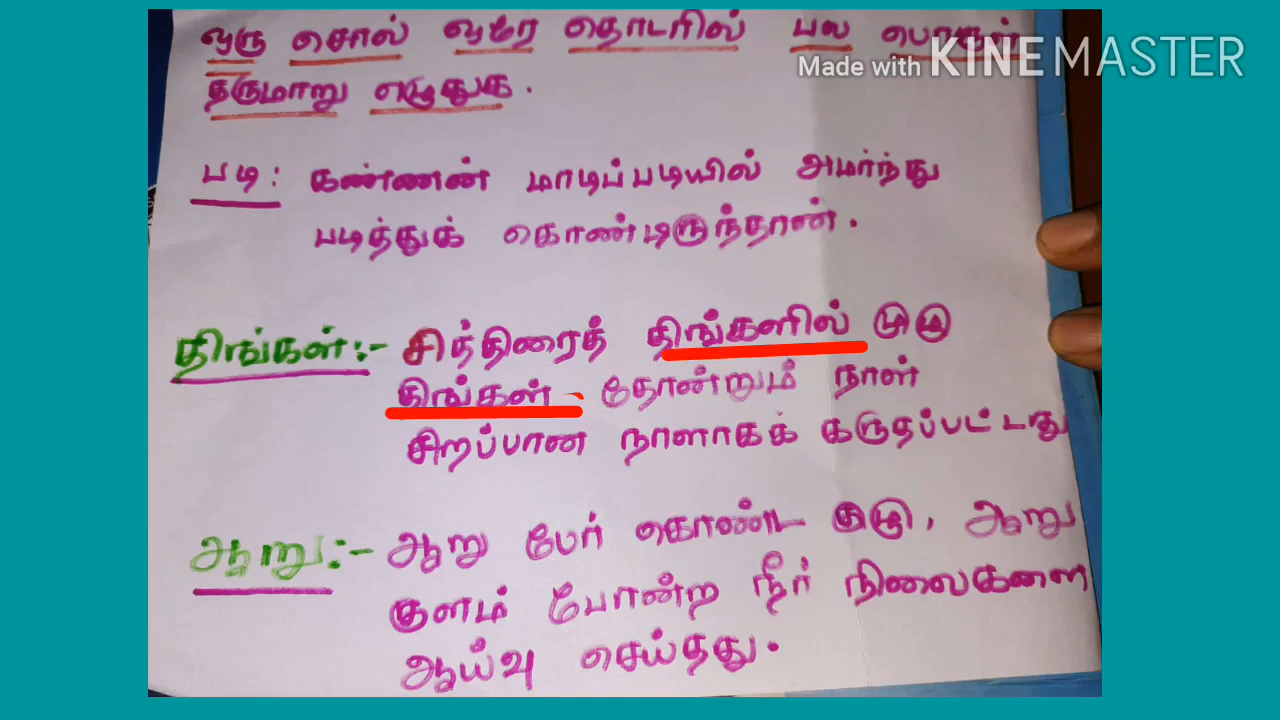 ஒரு சொல் ஒரே தொடரில் பல பொருள்
Made with KINEMASTER
தருமாறு எழுதுக.
படி: கண்ணன் மாடிப்படியில் அமர்ந்து
படித்துக் கொண்டிருந்தான்.
திங்கள்:- சித்திரைத் திங்களில் முழு
திங்கள் தோன்றும் நாள்
சிறப்பான நாளாகக் கருதப்பட்டது
ஆறு:- ஆறு பேர் கொண்ட குழு, ஆறு
குளம் போன்ற நீர் நிலைகளை
ஆய்வு செய்தது.